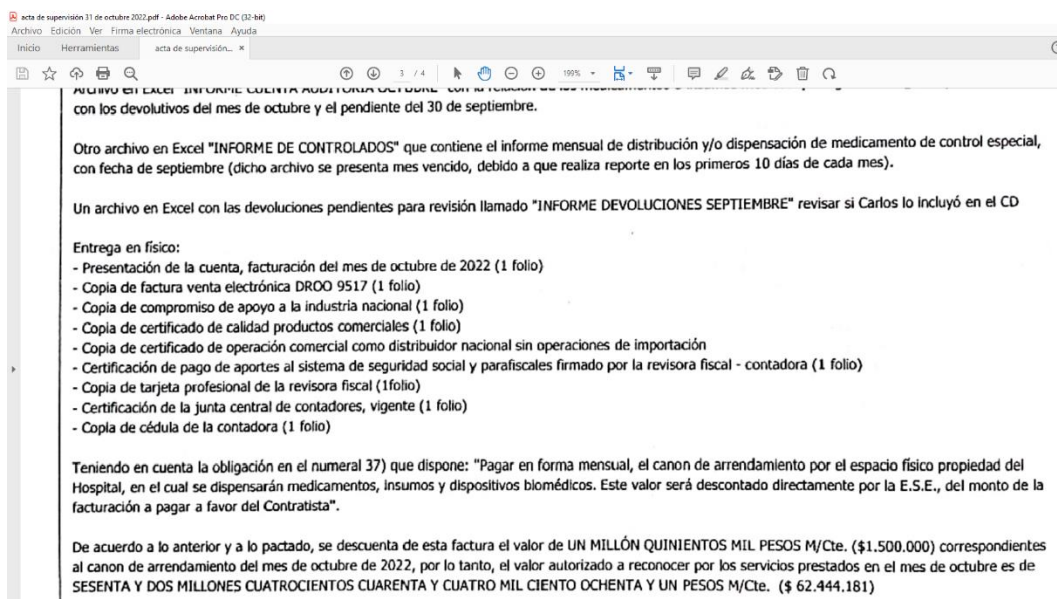 acta de supervisión 31 de octubre 2022.pdf - Adobe Acrobat Pro DC (32-bit)
Archivo Edición Ver Firma electrónica Ventana Ayuda
Inicio Herramientas acta de supervisión... ×
3 / 4 199%
Archivo en Excel "INFORME CUENTA AUDITORIA OCTUBRE" con la relación de los medicamentos
con los devolutivos del mes de octubre y el pendiente del 30 de septiembre.
Otro archivo en Excel "INFORME DE CONTROLADOS" que contiene el informe mensual de distribución y/o dispensación de medicamento de control especial,
con fecha de septiembre (dicho archivo se presenta mes vencido, debido a que realiza reporte en los primeros 10 días de cada mes).
Un archivo en Excel con las devoluciones pendientes para revisión llamado "INFORME DEVOLUCIONES SEPTIEMBRE" revisar si Carlos lo incluyó en el CD
Entrega en físico:
- Presentación de la cuenta, facturación del mes de octubre de 2022 (1 folio)
- Copia de factura venta electrónica DROO 9517 (1 folio)
- Copia de compromiso de apoyo a la industria nacional (1 folio)
- Copia de certificado de calidad productos comerciales (1 folio)
- Copia de certificado de operación comercial como distribuidor nacional sin operaciones de importación
- Certificación de pago de aportes al sistema de seguridad social y parafiscales firmado por la revisora fiscal - contadora (1 folio)
- Copia de tarjeta profesional de la revisora fiscal (1folio)
- Certificación de la junta central de contadores, vigente (1 folio)
- Copia de cédula de la contadora (1 folio)
Teniendo en cuenta la obligación en el numeral 37) que dispone: "Pagar en forma mensual, el canon de arrendamiento por el espacio físico propiedad del
Hospital, en el cual se dispensarán medicamentos, insumos y dispositivos biomédicos. Este valor será descontado directamente por la E.S.E., del monto de la
facturación a pagar a favor del Contratista".
De acuerdo a lo anterior y a lo pactado, se descuenta de esta factura el valor de UN MILLÓN QUINIENTOS MIL PESOS M/Cte. ($1.500.000) correspondientes
al canon de arrendamiento del mes de octubre de 2022, por lo tanto, el valor autorizado a reconocer por los servicios prestados en el mes de octubre es de
SESENTA Y DOS MILLONES CUATROCIENTOS CUARENTA Y CUATRO MIL CIENTO OCHENTA Y UN PESOS M/Cte. ($ 62.444.181)